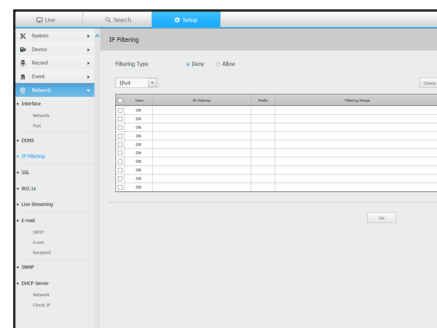 Live
Search
Setup
System
Device
Record
Event
Network
Interface
Network
Port
DDNS
IP Filtering
SSL
802.1x
Live Streaming
E-mail
SMTP
Event
Recipient
SNMP
DHCP Server
Network
Check IP
IP Filtering
Filtering Type
Deny
Allow
IPv4
Delete
Uses IP Address Prefix Filtering Range
ON
ON
ON
ON
ON
ON
ON
ON
ON
ON
OK